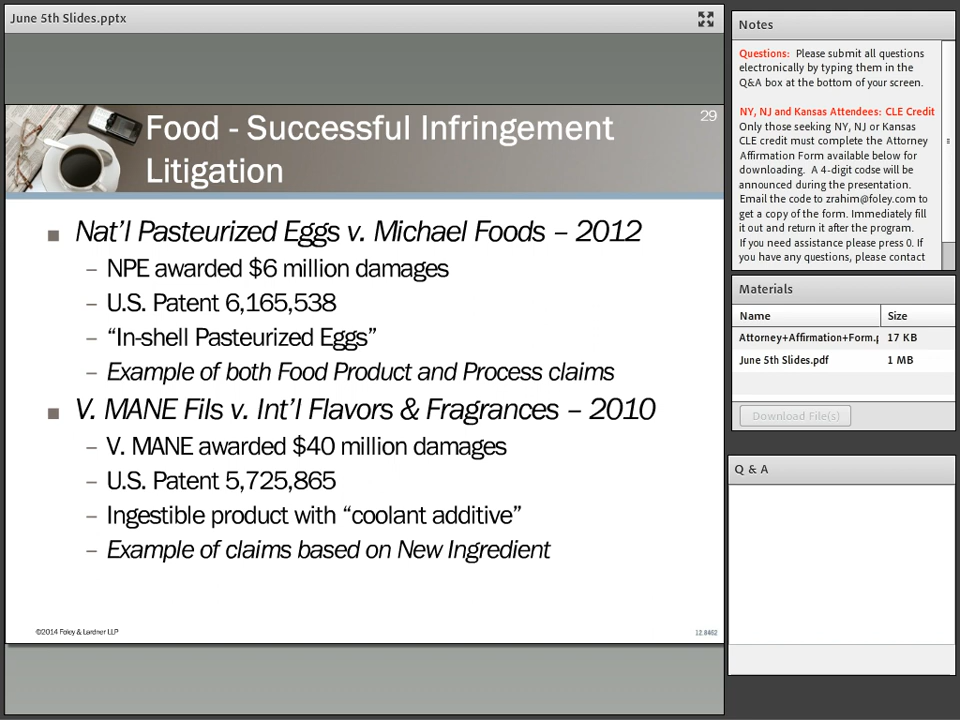 June 5th Slides.pptx
Food - Successful Infringement
Litigation
29
■ Nat'l Pasteurized Eggs v. Michael Foods – 2012
– NPE awarded $6 million damages
– U.S. Patent 6,165,538
– “In-shell Pasteurized Eggs”
– Example of both Food Product and Process claims
■ V. MANE Fils v. Int'l Flavors & Fragrances – 2010
– V. MANE awarded $40 million damages
– U.S. Patent 5,725,865
– Ingestible product with “coolant additive”
– Example of claims based on New Ingredient
©2014 Foley & Lardner LLP
12.8462
Notes
Questions: Please submit all questions
electronically by typing them in the
Q&A box at the bottom of your screen.
NY, NJ and Kansas Attendees: CLE Credit
Only those seeking NY, NJ or Kansas
CLE credit must complete the Attorney
Affirmation Form available below for
downloading. A 4-digit codse will be
announced during the presentation.
Email the code to zrahim@foley.com to
get a copy of the form. Immediately fill
it out and return it after the program.
If you need assistance please press 0. If
you have any questions, please contact
Materials
Name Size
Attorney+Affirmation+Form.p 17 KB
June 5th Slides.pdf 1 MB
Download File(s)
Q & A